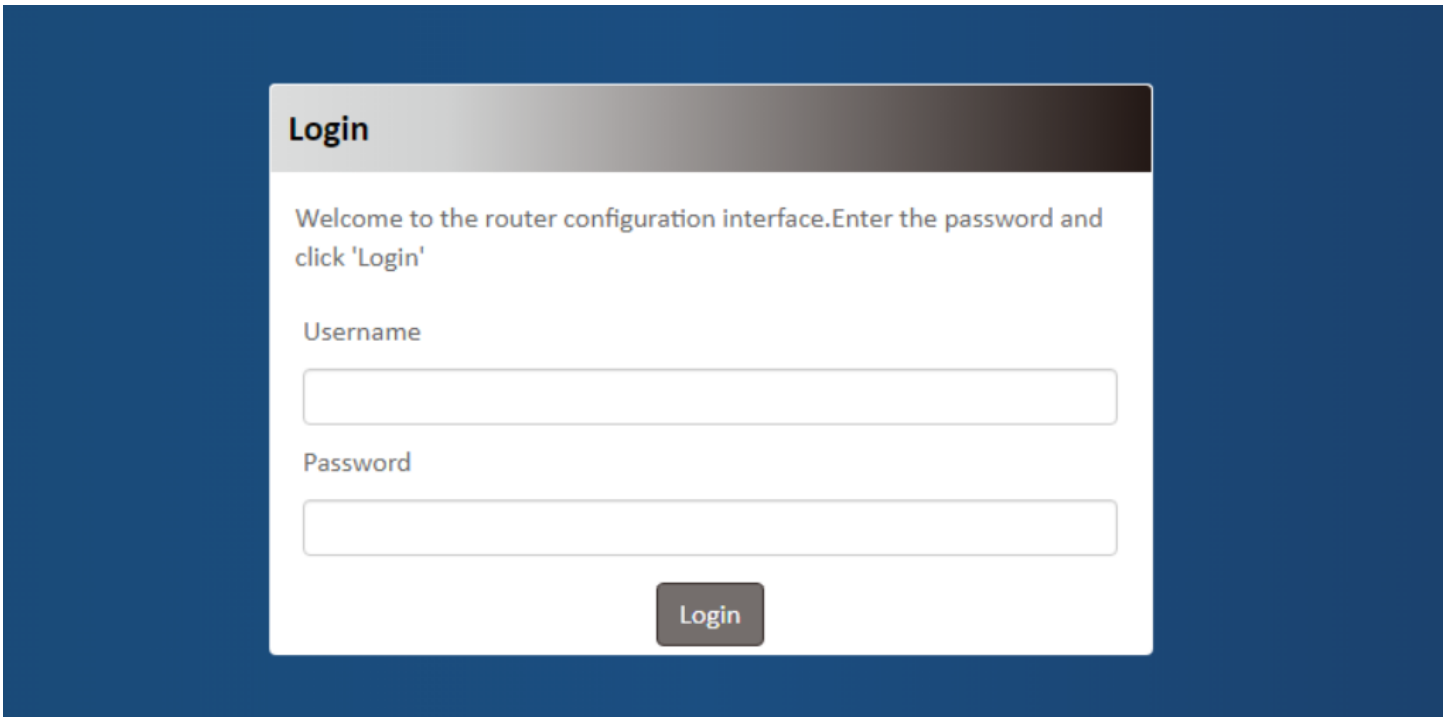 Login
Welcome to the router configuration interface.Enter the password and
click 'Login'
Username
Password
Login